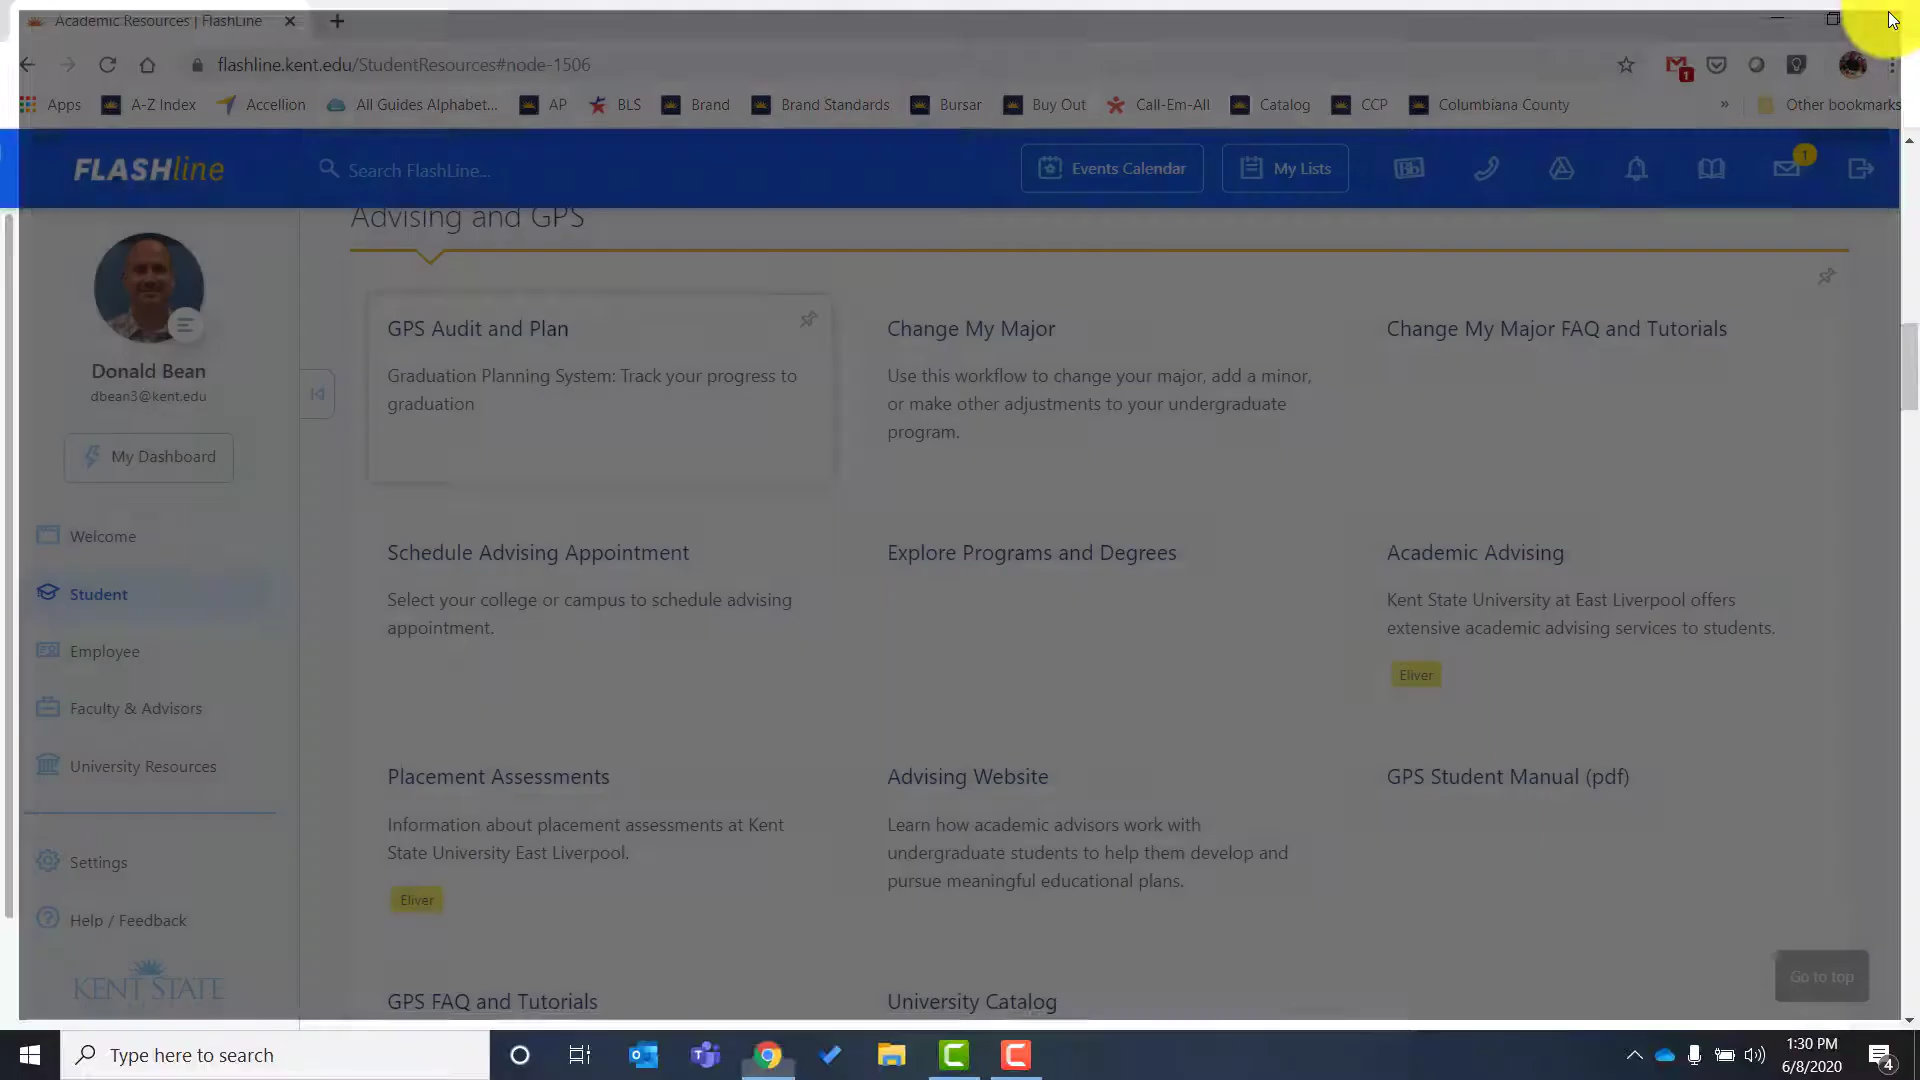 Academic Resources | FlashLine
flashline.kent.edu/StudentResources#node-1506
1
Apps A-Z Index Accellion All Guides Alphabet... AP BLS Brand Brand Standards Bursar Buy Out Call-Em-All Catalog CCP Columbiana County » Other bookmarks
FLASHline Search FlashLine... Events Calendar My Lists Bb 1
Advising and GPS
Donald Bean
dbean3@kent.edu
My Dashboard
Welcome
Student
Employee
Faculty & Advisors
University Resources
Settings
Help / Feedback
KENT STATE
GPS Audit and Plan
Graduation Planning System: Track your progress to
graduation
Change My Major
Use this workflow to change your major, add a minor,
or make other adjustments to your undergraduate
program.
Change My Major FAQ and Tutorials
Schedule Advising Appointment
Select your college or campus to schedule advising
appointment.
Explore Programs and Degrees
Academic Advising
Kent State University at East Liverpool offers
extensive academic advising services to students.
Eliver
Placement Assessments
Information about placement assessments at Kent
State University East Liverpool.
Eliver
Advising Website
Learn how academic advisors work with
undergraduate students to help them develop and
pursue meaningful educational plans.
GPS Student Manual (pdf)
GPS FAQ and Tutorials
University Catalog
Go to top
Type here to search
1:30 PM
6/8/2020
4